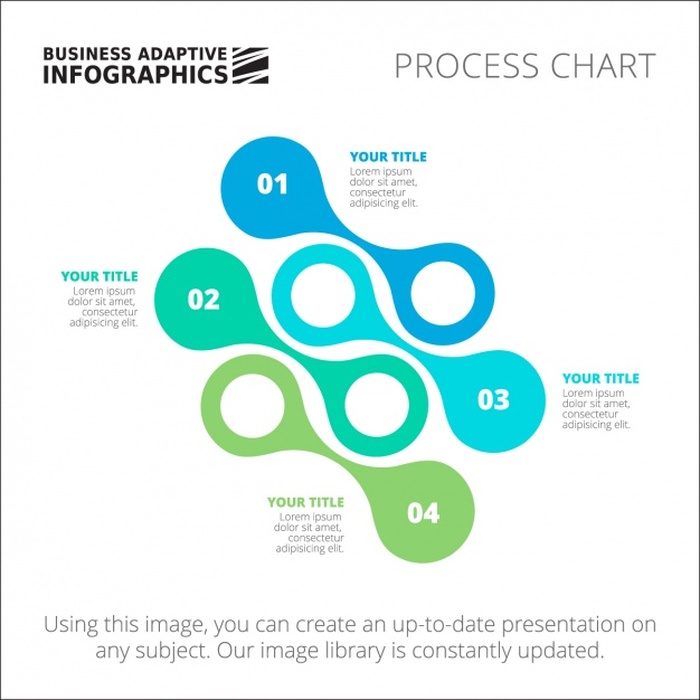 BUSINESS ADAPTIVE
INFOGRAPHICS
PROCESS CHART
01
YOUR TITLE
Lorem ipsum
dolor sit amet,
consectetur
adipisicing elit.
YOUR TITLE
Lorem ipsum
dolor sit amet,
consectetur
adipisicing elit.
02
03
YOUR TITLE
Lorem ipsum
dolor sit amet,
consectetur
adipisicing elit.
YOUR TITLE
Lorem ipsum
dolor sit amet,
consectetur
adipisicing elit.
04
Using this image, you can create an up-to-date presentation on
any subject. Our image library is constantly updated.